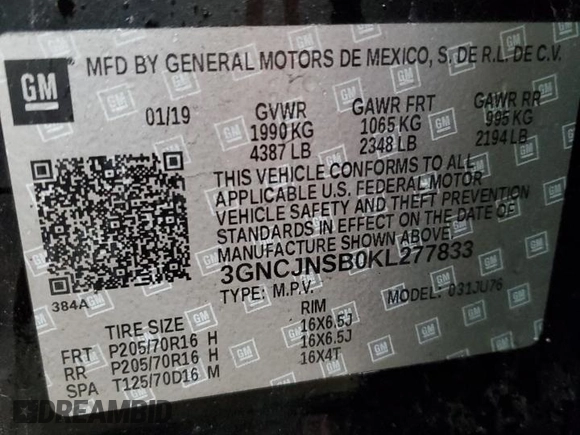 GM
MFD BY GENERAL MOTORS DE MEXICO, S. DE R.L. DE C.V.
01/19 GVWR GAWR FRT GAWR RR
1990 KG 1065 KG 995 KG
4387 LB 2348 LB 2194 LB
THIS VEHICLE CONFORMS TO ALL
APPLICABLE U.S. FEDERAL MOTOR
VEHICLE SAFETY AND THEFT PREVENTION
STANDARDS IN EFFECT ON THE DATE OF
MANUFACTURE SHOWN ABOVE.
3GNCJNSB0KL277833
384A TYPE: M.P.V. MODEL: 031JU76
TIRE SIZE RIM
FRT P205/70R16 H 16X6.5J
RR P205/70R16 H 16X6.5J
SPA T125/70D16 M 16X4T
DREAMBID